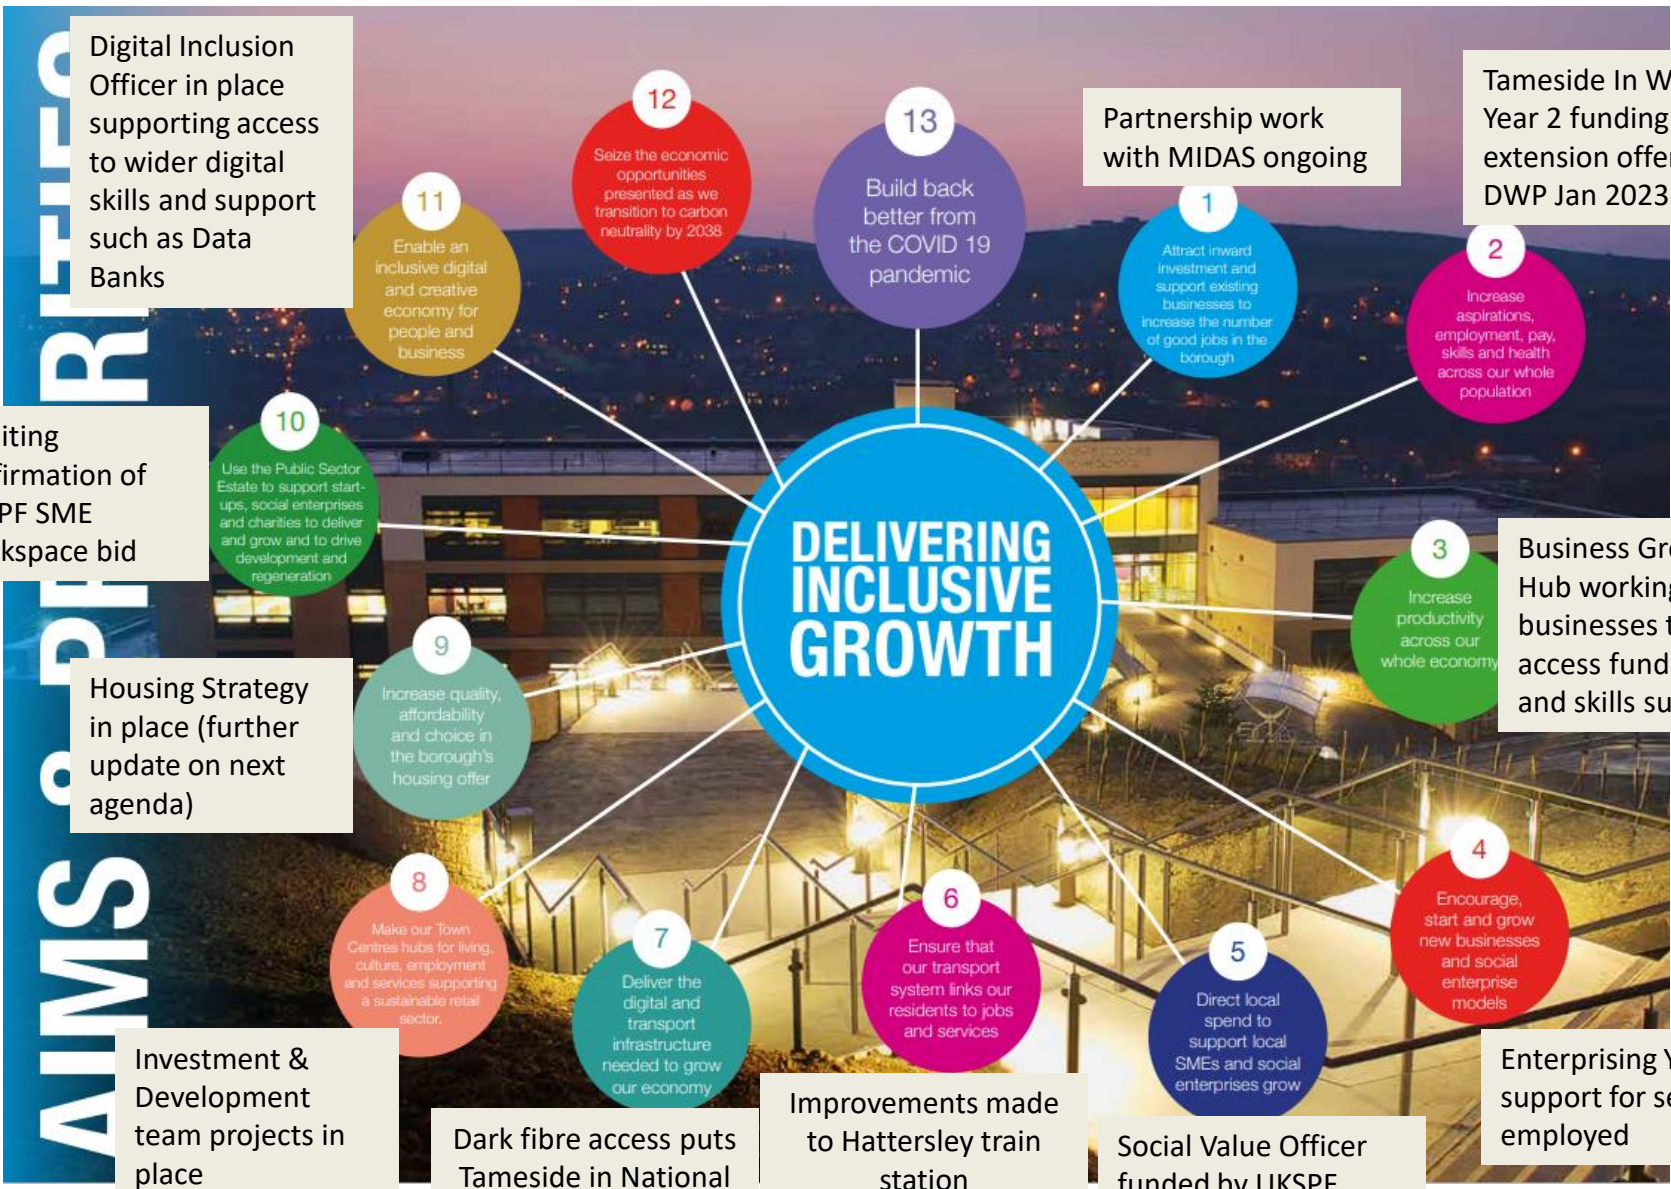 AIMS &
Digital Inclusion
Officer in place
supporting access
to wider digital
skills and support
such as Data
Banks
12
Seize the economic
opportunities
presented as we
transition to carbon
neutrality by 2038
13
Build back
better from
the COVID 19
pandemic
Partnership work
with MIDAS ongoing
1
Attract inward
investment and
support existing
businesses to
increase the number
of good jobs in the
borough
Tameside In W
Year 2 funding
extension offe
DWP Jan 2023
2
Increase
aspirations,
employment, pay,
skills and health
across our whole
population
11
Enable an
inclusive digital
and creative
economy for
people and
business
iting
firmation of
PF SME
kspace bid
10
Use the Public Sector
Estate to support start-
ups, social enterprises
and charities to deliver
and grow and to drive
development and
regeneration
DELIVERING
INCLUSIVE
GROWTH
3
Increase
productivity
across our
whole economy
Business Gr
Hub working
businesses t
access fund
and skills su
Housing Strategy
in place (further
update on next
agenda)
9
Increase quality,
affordability
and choice in
the borough's
housing offer
8
Make our Town
Centres hubs for living,
culture, employment
and services supporting
a sustainable retail
sector.
Investment &
Development
team projects in
place
7
Deliver the
digital and
transport
infrastructure
needed to grow
our economy
Dark fibre access puts
Tameside in National
6
Ensure that
our transport
system links our
residents to jobs
and services
Improvements made
to Hattersley train
station
5
Direct local
spend to
support local
SMEs and social
enterprises grow
Social Value Officer
funded by UKSPF
4
Encourage,
start and grow
new businesses
and social
enterprise
models
Enterprising Y
support for se
employed